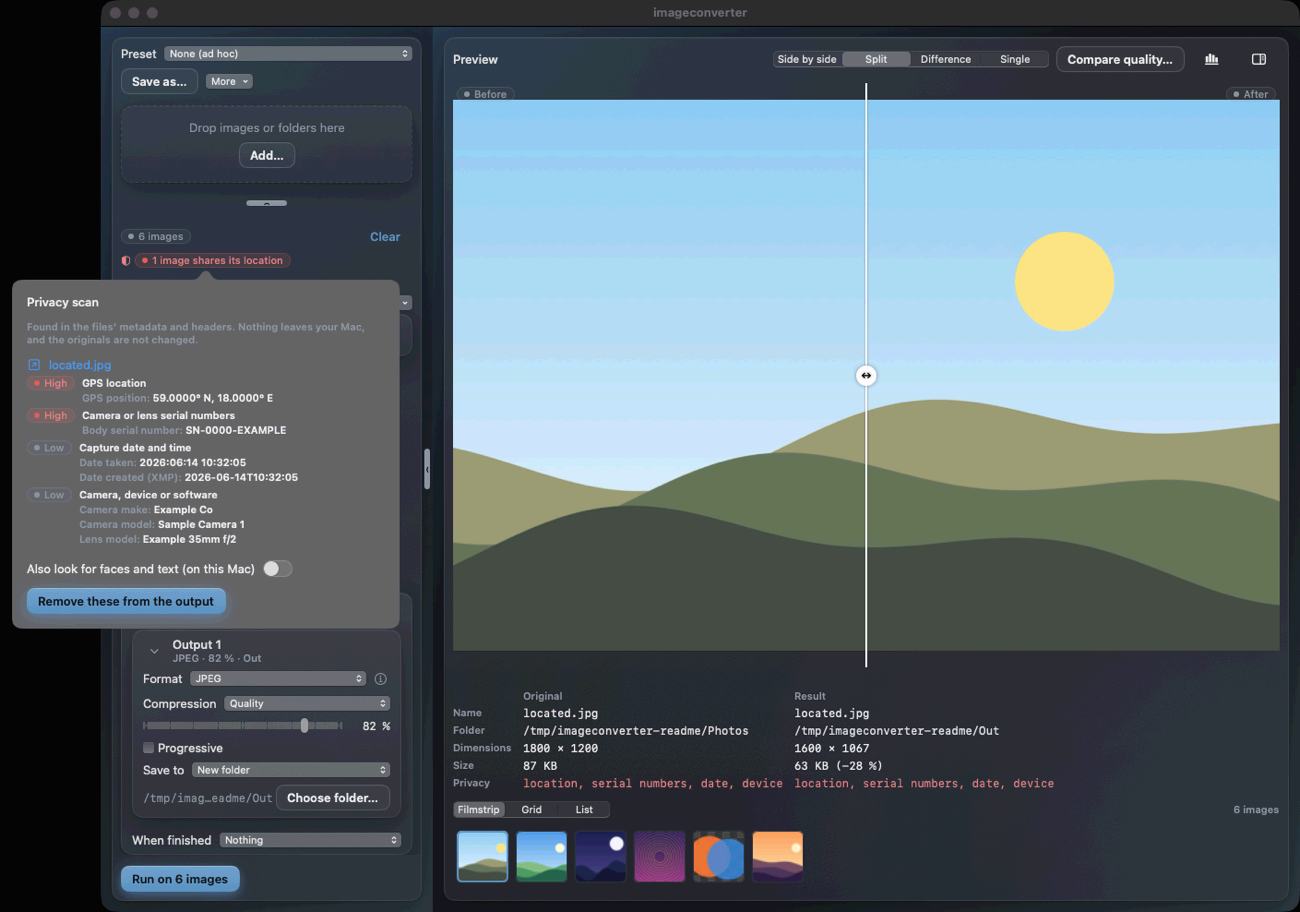 imageconverter
Preset None (ad hoc)
Save as... More
Drop images or folders here
Add...
6 images Clear
1 image shares its location
Privacy scan
Found in the files' metadata and headers. Nothing leaves your Mac,
and the originals are not changed.
located.jpg
High GPS location
GPS position: 59.0000° N, 18.0000° E
High Camera or lens serial numbers
Body serial number: SN-0000-EXAMPLE
Low Capture date and time
Date taken: 2026:06:14 10:32:05
Date created (XMP): 2026-06-14T10:32:05
Low Camera, device or software
Camera make: Example Co
Camera model: Sample Camera 1
Lens model: Example 35mm f/2
Also look for faces and text (on this Mac)
Remove these from the output
Output 1
JPEG · 82 % · Out
Format JPEG
Compression Quality
82 %
Progressive
Save to New folder
/tmp/imag…eadme/Out Choose folder...
When finished Nothing
Run on 6 images
Preview Side by side Split Difference Single Compare quality...
Before After
Original Result
Name located.jpg located.jpg
Folder /tmp/imageconverter-readme/Photos /tmp/imageconverter-readme/Out
Dimensions 1800 × 1200 1600 × 1067
Size 87 KB 63 KB (−28 %)
Privacy location, serial numbers, date, device location, serial numbers, date, device
Filmstrip Grid List 6 images